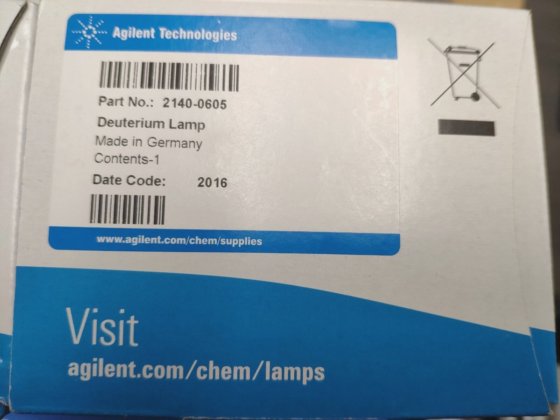 Agilent Technologies
Part No.: 2140-0605
Deuterium Lamp
Made in Germany
Contents-1
Date Code: 2016
www.agilent.com/chem/supplies
Visit
agilent.com/chem/lamps